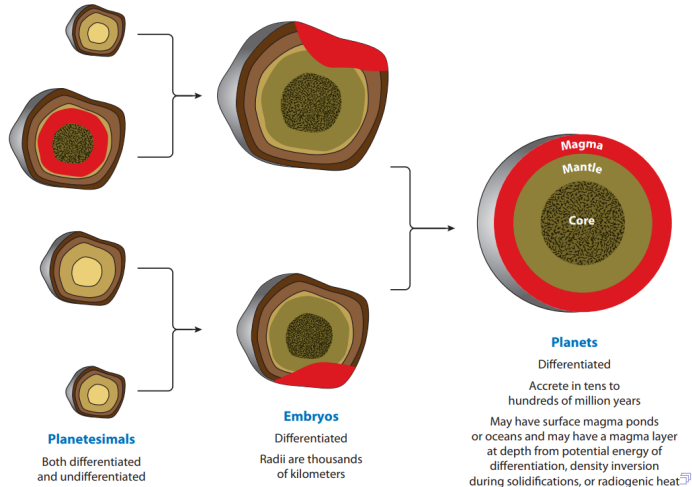 Magma
Mantle
Core
Planetesimals
Both differentiated
and undifferentiated
Embryos
Differentiated
Radii are thousands
of kilometers
Planets
Differentiated
Accrete in tens to
hundreds of million years
May have surface magma ponds
or oceans and may have a magma layer
at depth from potential energy of
differentiation, density inversion
during solidifications, or radiogenic heat